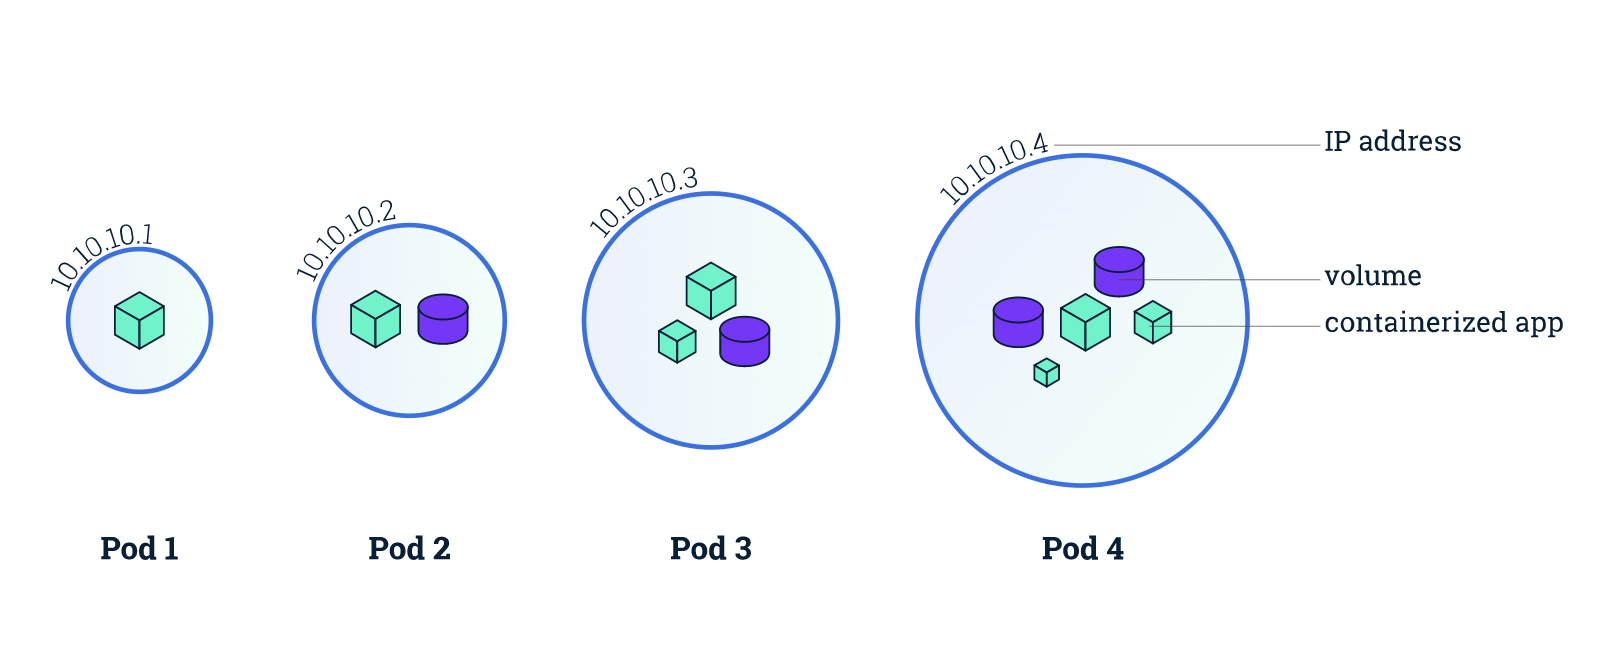 10.10.10.1
10.10.10.2
10.10.10.3
10.10.10.4
IP address
volume
containerized app
Pod 1
Pod 2
Pod 3
Pod 4